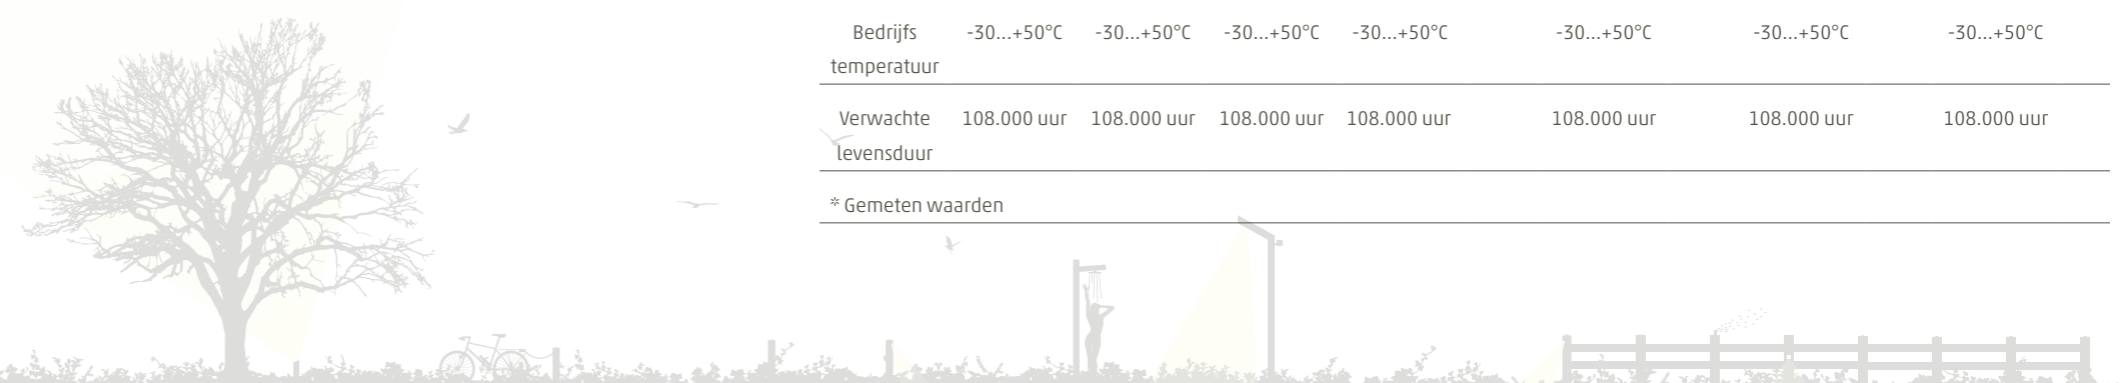 Bedrijfs -30...+50°C -30...+50°C -30...+50°C -30...+50°C -30...+50°C -30...+50°C -30...+50°C
temperatuur
Verwachte 108.000 uur 108.000 uur 108.000 uur 108.000 uur 108.000 uur 108.000 uur 108.000 uur
levensduur
* Gemeten waarden